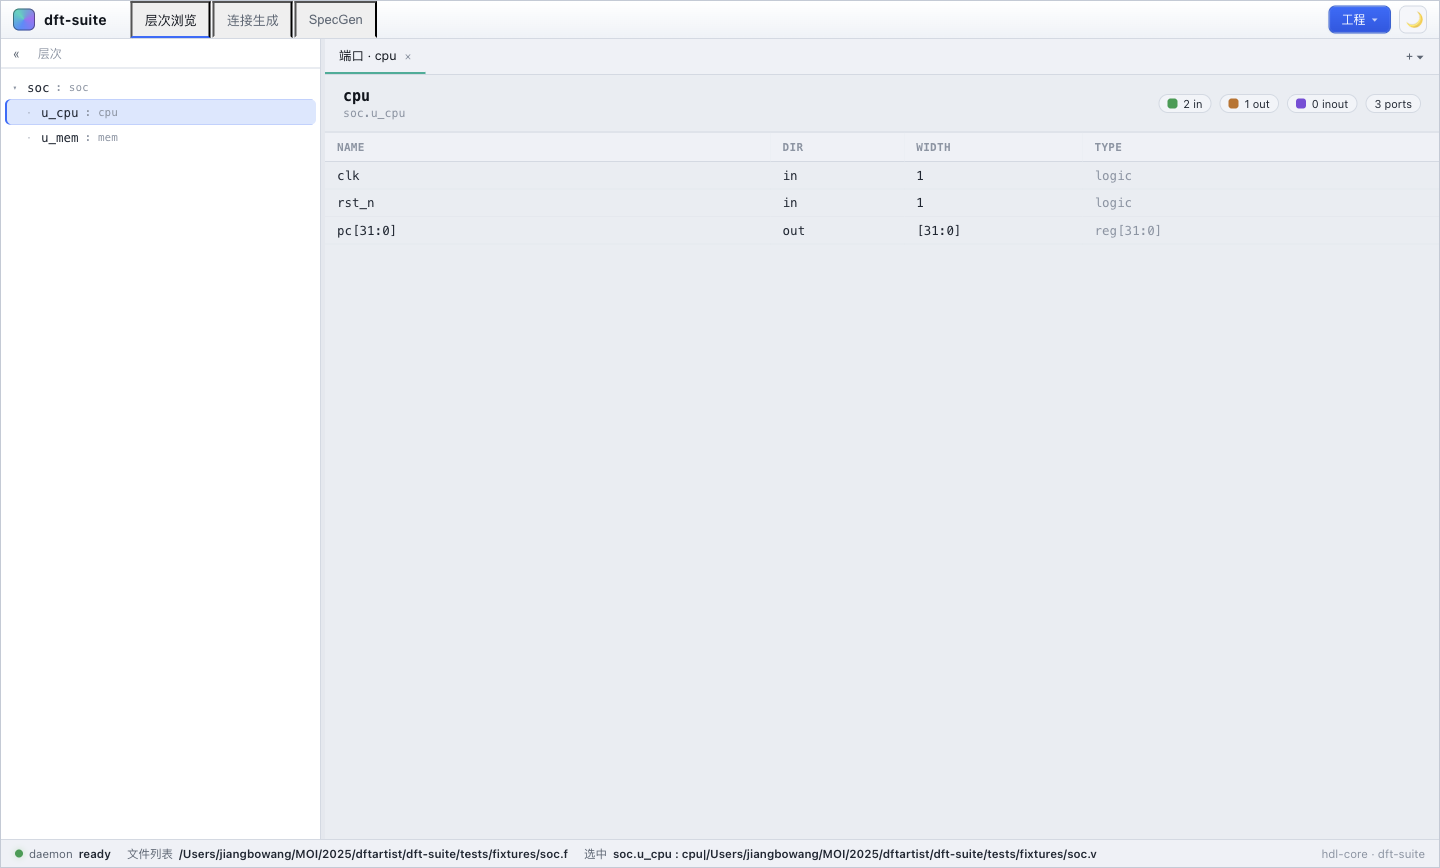 dft-suite 层次浏览 连接生成 SpecGen 工程
« 层次 端口 · cpu × +
soc : soc
u_cpu : cpu
u_mem : mem
cpu
soc.u_cpu
2 in 1 out 0 inout 3 ports
NAME DIR WIDTH TYPE
clk in 1 logic
rst_n in 1 logic
pc[31:0] out [31:0] reg[31:0]
daemon ready 文件列表 /Users/jiangbowang/MOI/2025/dftartist/dft-suite/tests/fixtures/soc.f 选中 soc.u_cpu : cpu|/Users/jiangbowang/MOI/2025/dftartist/dft-suite/tests/fixtures/soc.v hdl-core · dft-suite